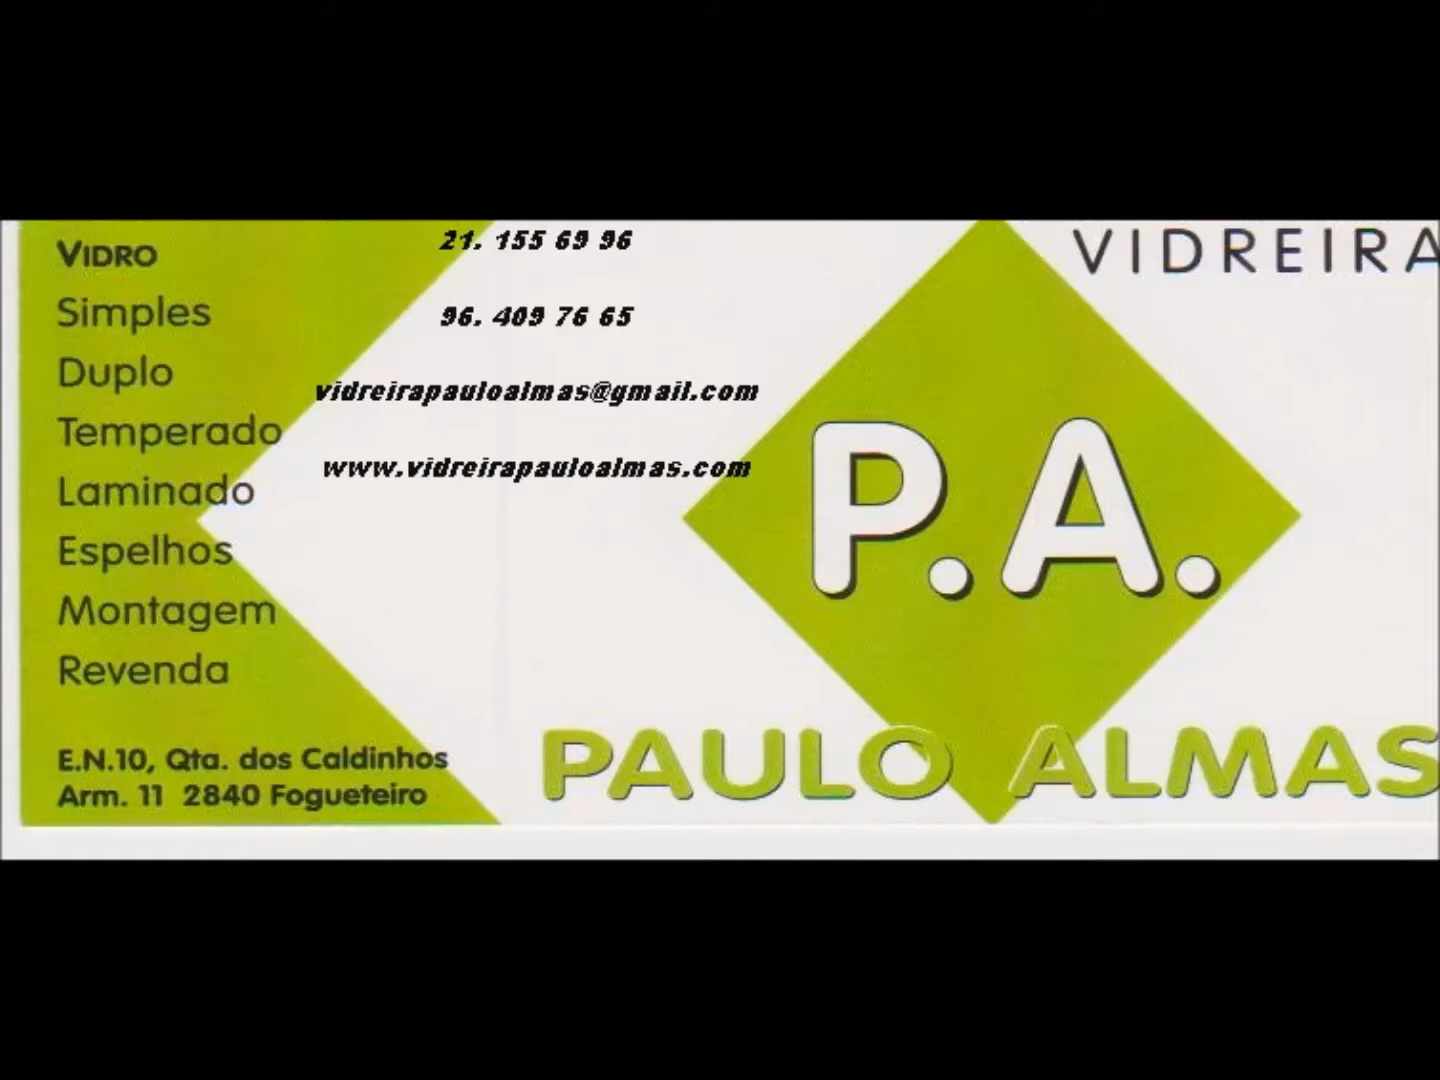 VIDRO
Simples
Duplo
Temperado
Laminado
Espelhos
Montagem
Revenda
E.N.10, Qta. dos Caldinhos
Arm. 11 2840 Fogueteiro
21. 155 69 96
96. 409 76 65
vidreirapauloalmas@gmail.com
www.vidreirapauloalmas.com
VIDREIRA
P.A.
PAULO ALMAS